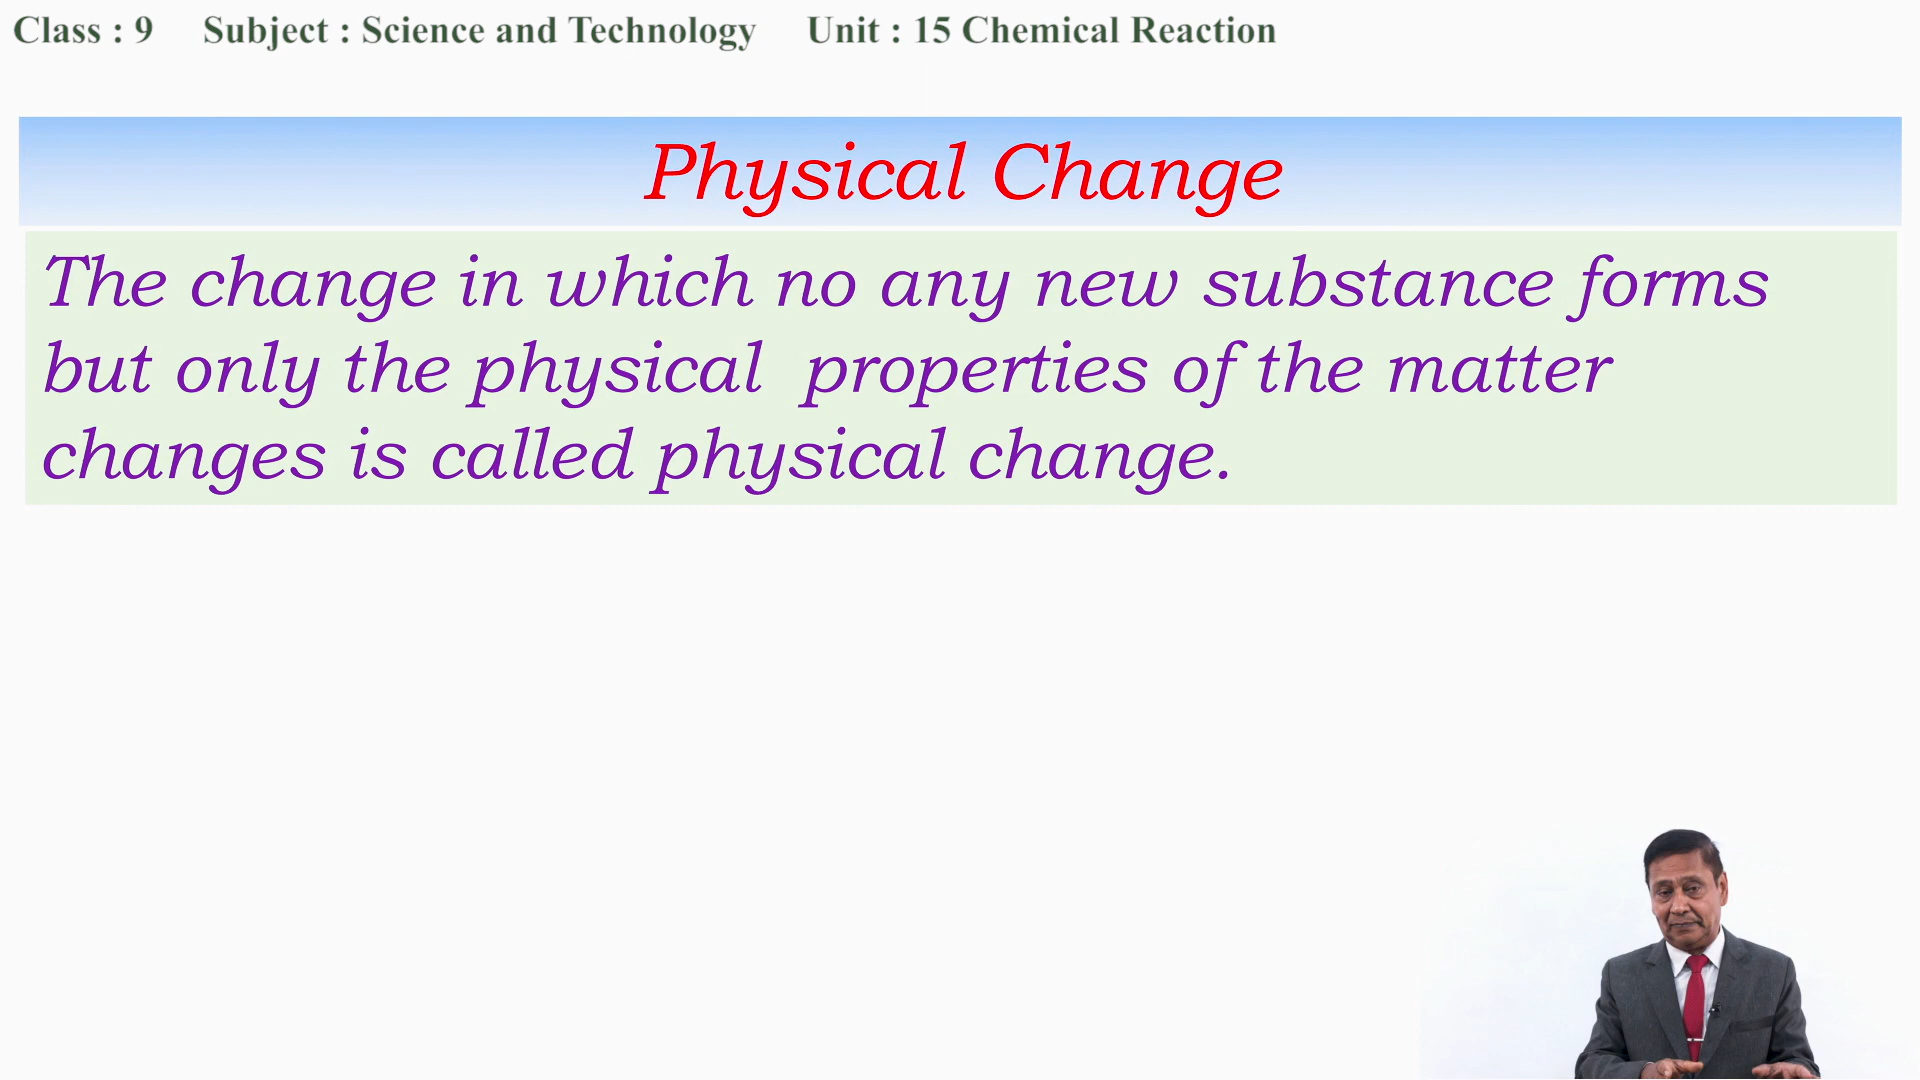 Class : 9 Subject : Science and Technology Unit : 15 Chemical Reaction
Physical Change
The change in which no any new substance forms
but only the physical properties of the matter
changes is called physical change.